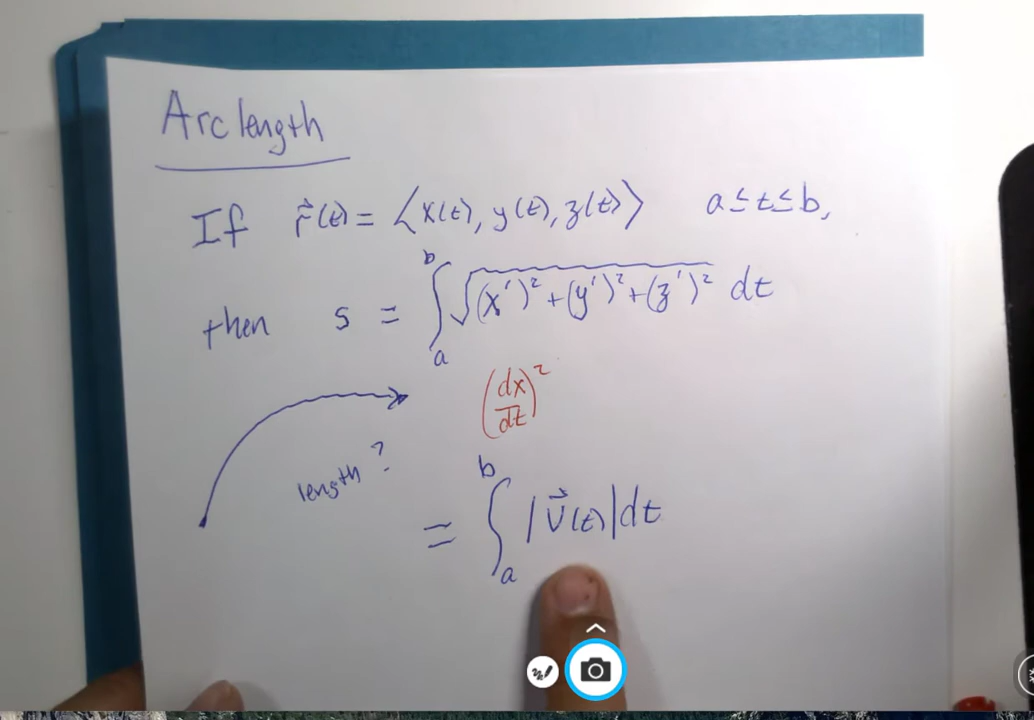 Arc length
If r⃗(t) = ⟨x(t), y(t), z(t)⟩ a ≤ t ≤ b,
then s = ∫ₐᵇ √((x′)² + (y′)² + (z′)²) dt
(dx/dt)²
length?
= ∫ₐᵇ |v⃗(t)| dt